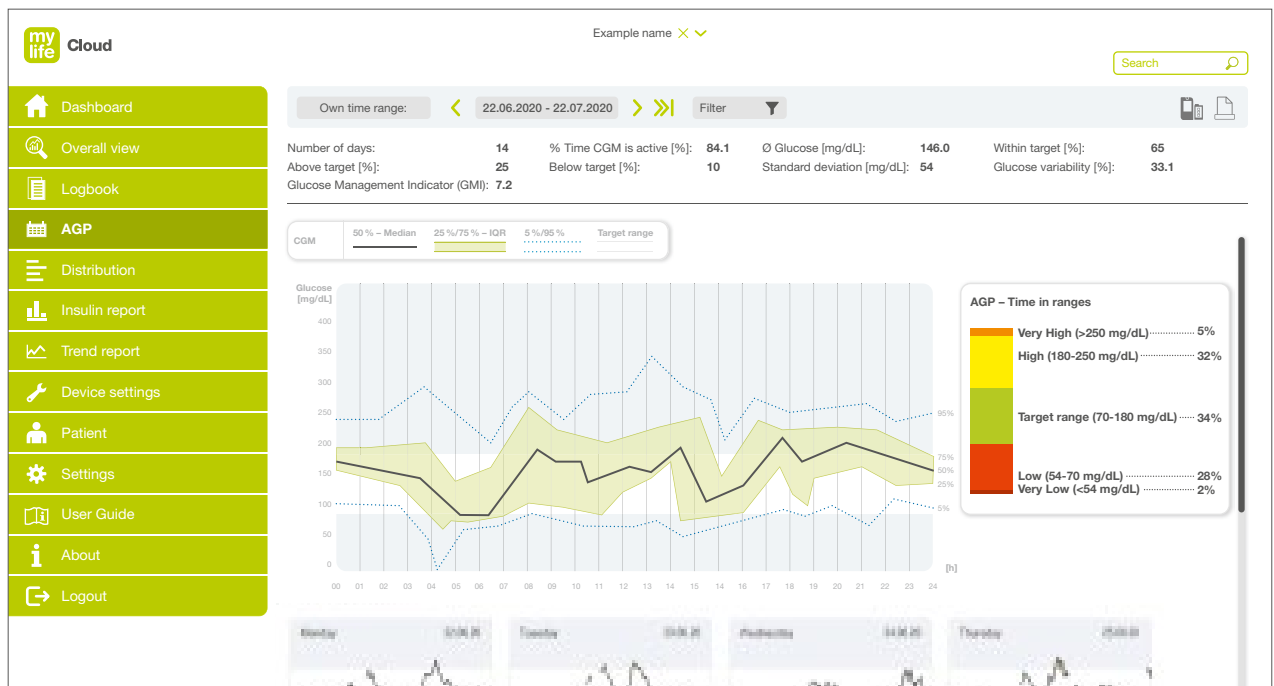 my
life
Cloud
Example name
Search
Dashboard
Overall view
Logbook
AGP
Distribution
Insulin report
Trend report
Device settings
Patient
Settings
User Guide
About
Logout
Own time range: 22.06.2020 - 22.07.2020 Filter
Number of days: 14 % Time CGM is active [%]: 84.1 Ø Glucose [mg/dL]: 146.0 Within target [%]: 65
Above target [%]: 25 Below target [%]: 10 Standard deviation [mg/dL]: 54 Glucose variability [%]: 33.1
Glucose Management Indicator (GMI): 7.2
CGM 50 % – Median 25 %/75 % – IQR 5 %/95 % Target range
Glucose
[mg/dL]
400
350
300
250
200
150
100
50
0
95%
75%
50%
25%
5%
[h]
00 01 02 03 04 05 06 07 08 09 10 11 12 13 14 15 14 16 17 18 19 20 21 22 23 24
AGP – Time in ranges
Very High (>250 mg/dL) 5%
High (180-250 mg/dL) 32%
Target range (70-180 mg/dL) 34%
Low (54-70 mg/dL) 28%
Very Low (<54 mg/dL) 2%
Monday Tuesday Wednesday Thursday